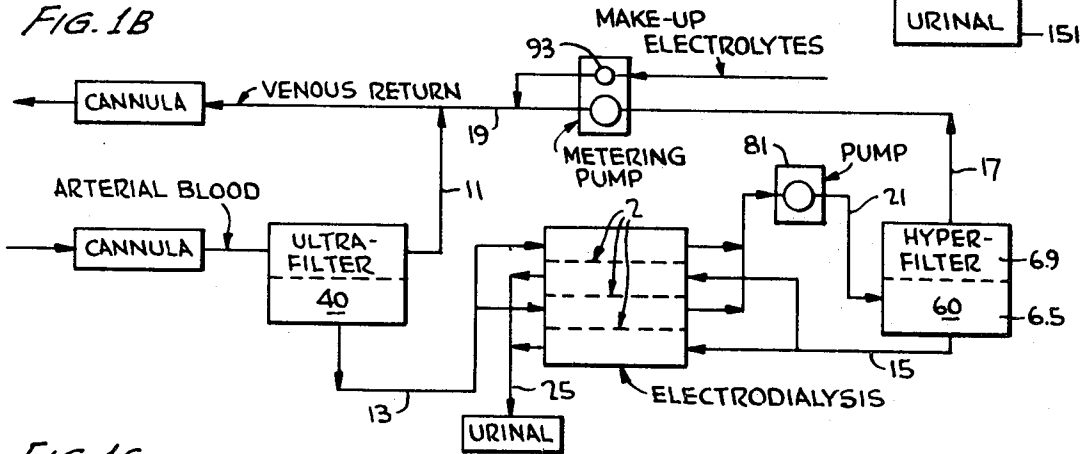 FIG. 1B
URINAL
151
MAKE-UP
ELECTROLYTES
93
CANNULA
VENOUS RETURN
19
METERING
PUMP
81
PUMP
17
ARTERIAL BLOOD
11
21
CANNULA
ULTRA-
FILTER
40
2
HYPER-
FILTER
6.9
60
6.5
13
25
15
ELECTRODIALYSIS
URINAL